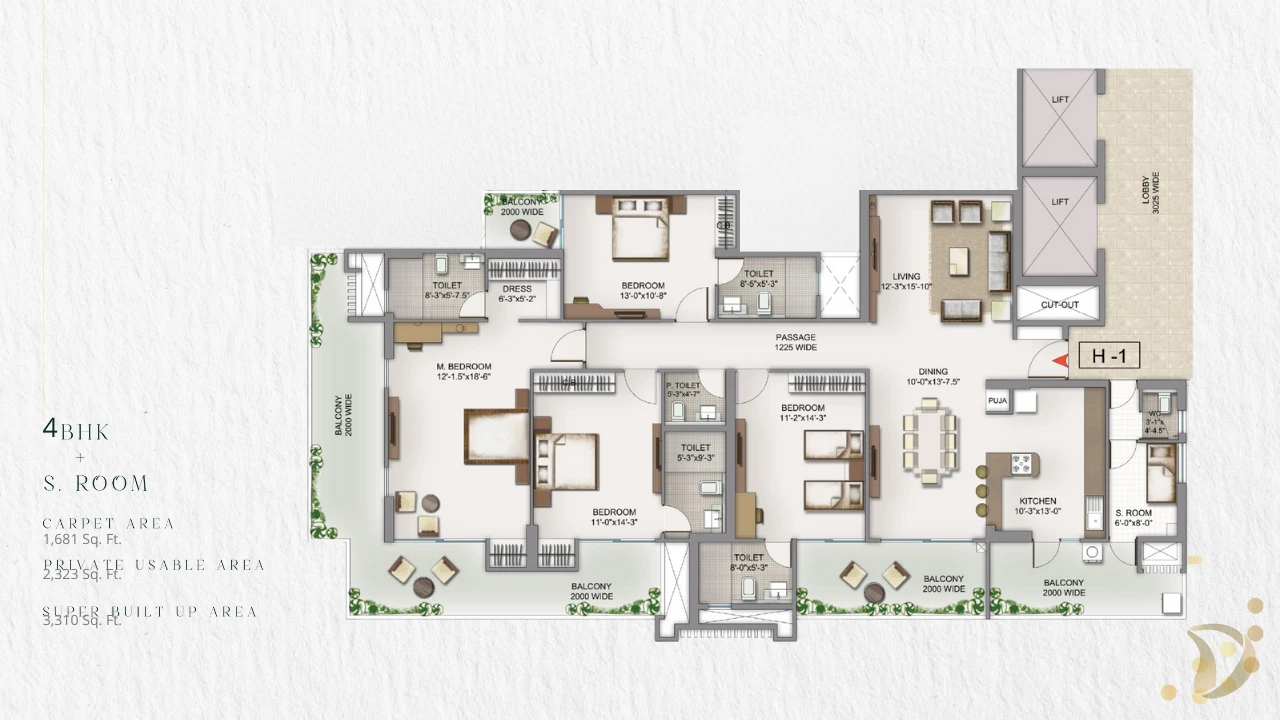 4BHK
+
S. ROOM
CARPET AREA
1,681 Sq. Ft.
PRIVATE USABLE AREA
2,323 Sq. Ft.
SUPER BUILT UP AREA
3,310 Sq. Ft.
LIFT
LIFT
LOBBY
3025 WIDE
CUT-OUT
H -1
BALCONY
2000 WIDE
BEDROOM
13'-0"x10'-8"
C.B.
TOILET
8'-5"x5'-3"
LIVING
12'-3"x15'-10"
TOILET
8'-3"x5'-7.5"
DRESS
6'-3"x5'-2"
PASSAGE
1225 WIDE
M. BEDROOM
12'-1.5"x18'-6"
DINING
10'-0"x13'-7.5"
C.B.
P. TOILET
5'-3"x4'-7"
BEDROOM
11'-2"x14'-3"
PUJA
WC
3'-1"x
4'-4.5"
BALCONY
2000 WIDE
TOILET
5'-3"x9'-3"
BEDROOM
11'-0"x14'-3"
KITCHEN
10'-3"x13'-0"
S. ROOM
6'-0"x8'-0"
TOILET
8'-0"x5'-3"
BALCONY
2000 WIDE
BALCONY
2000 WIDE
BALCONY
2000 WIDE